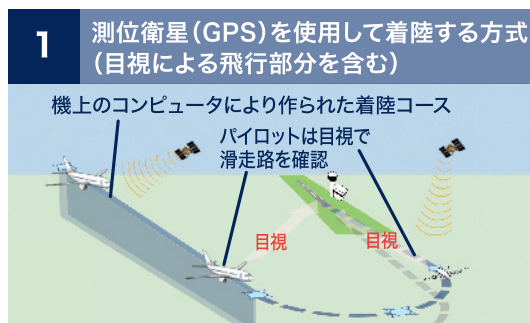 1
測位衛星（GPS）を使用して着陸する方式
（目視による飛行部分を含む）
機上のコンピュータにより作られた着陸コース
パイロットは目視で
滑走路を確認
目視
目視